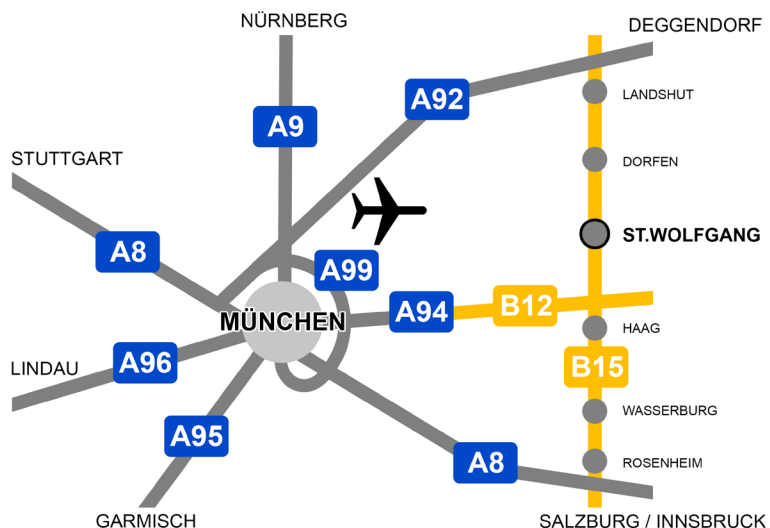 NÜRNBERG
DEGGENDORF
A92
LANDSHUT
A9
STUTTGART
DORFEN
ST.WOLFGANG
A8
A99
MÜNCHEN
A94
B12
HAAG
LINDAU
A96
B15
WASSERBURG
A95
A8
ROSENHEIM
GARMISCH
SALZBURG / INNSBRUCK